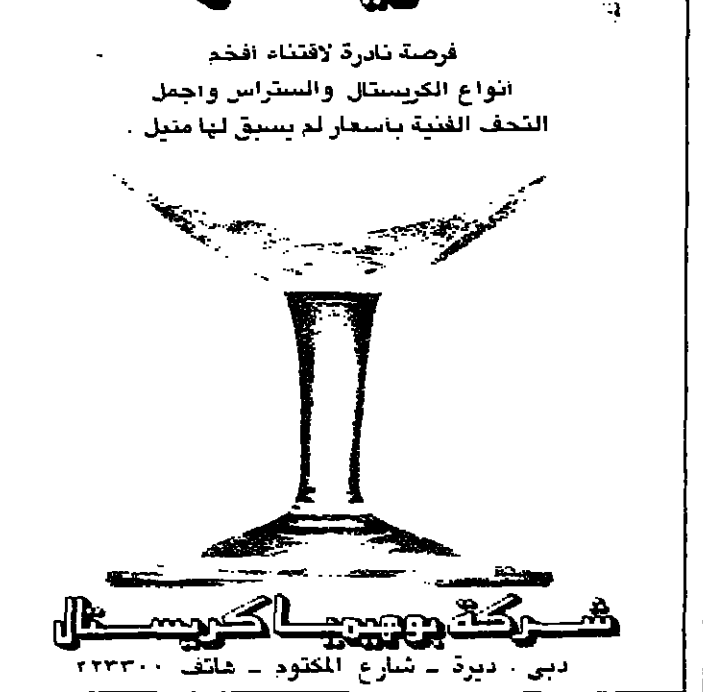 فرصة نادرة لاقتناء افخم
أنواع الكريستال والستراس واجمل
التحف الفنية بأسعار لم يسبق لها مثيل .
شركة بوهيميا كريستال
دبي . ديرة _ شارع المكتوم _ هاتف ٢٢٣٣٠٠